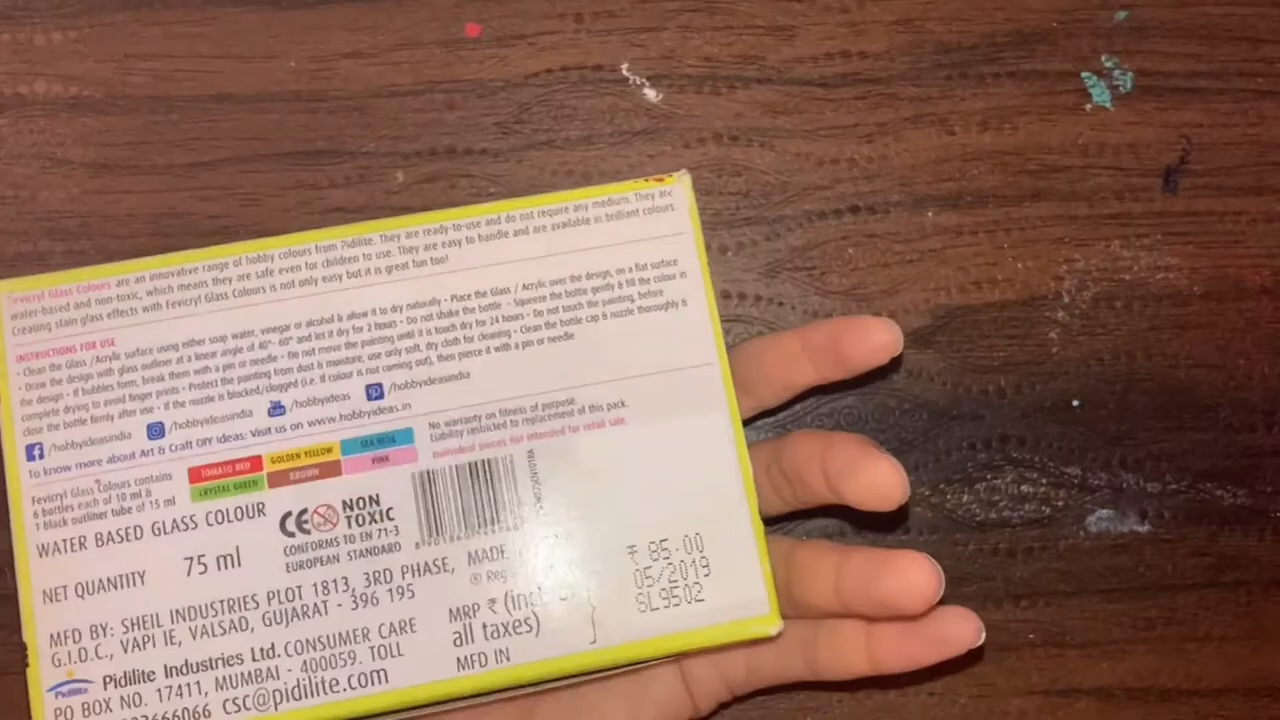 Fevicryl Glass Colours are an innovative range of hobby colours from Pidilite. They are ready-to-use and do not require any medium. They are
water-based and non-toxic, which means they are safe even for children to use. They are easy to handle and are available in brilliant colours.
Creating stain glass effects with Fevicryl Glass Colours is not only easy but it is great fun too!
INSTRUCTIONS FOR USE
• Clean the Glass /Acrylic surface using either soap water, vinegar or alcohol & allow it to dry naturally • Place the Glass / Acrylic over the design, on a flat surface
• Draw the design with glass outliner at a linear angle of 40°- 60° and let it dry for 2 hours • Do not shake the bottle • Squeeze the bottle gently & fill the colour in
the design • If bubbles form, break them with a pin or needle • Do not move the painting until it is touch dry for 24 hours • Do not touch the painting, before
complete drying to avoid finger prints • Protect the painting from dust & moisture, use only soft, dry cloth for cleaning • Clean the bottle cap & nozzle thoroughly &
close the bottle firmly after use • If the nozzle is blocked/clogged (i.e. if colour is not coming out), then pierce it with a pin or needle
/hobbyideasindia /hobbyideasindia You Tube /hobbyideas /hobbyideasindia
To know more about Art & Craft DIY Ideas: Visit us on www.hobbyideas.in
No warranty on fitness of purpose.
Liability restricted to replacement of this pack.
Individual pieces not intended for retail sale.
Fevicryl Glass Colours contains
6 bottles each of 10 ml &
1 black outliner tube of 15 ml
TOMATO RED GOLDEN YELLOW SEA BLUE
CRYSTAL GREEN BROWN PINK
WATER BASED GLASS COLOUR
NET QUANTITY 75 ml
CE NON TOXIC
CONFORMS TO EN 71-3
EUROPEAN STANDARD
MFD BY: SHEIL INDUSTRIES PLOT 1813, 3RD PHASE,
G.I.D.C., VAPI IE, VALSAD, GUJARAT - 396 195
Pidilite
Pidilite Industries Ltd. CONSUMER CARE
PO BOX NO. 17411, MUMBAI - 400059. TOLL
csc@pidilite.com
MADE
® Reg
MRP ₹ (incl. of
all taxes)
MFD IN
₹ 85.00
05/2019
SL9502